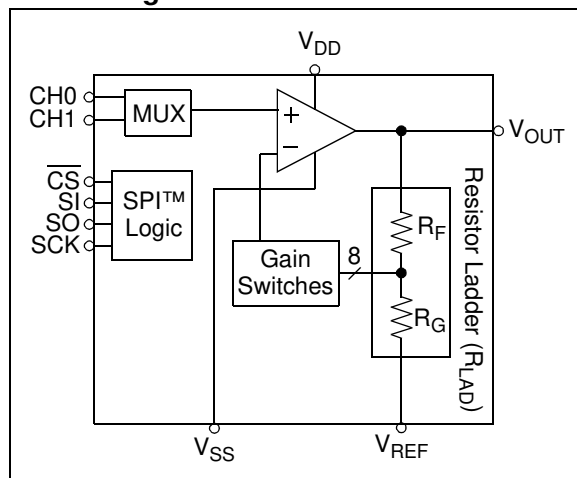 V_DD
CH0
CH1
MUX
+
−
V_OUT
C̅S̅
SI
SO
SCK
SPI™
Logic
Gain
Switches
8
R_F
R_G
Resistor Ladder (R_LAD)
V_SS
V_REF